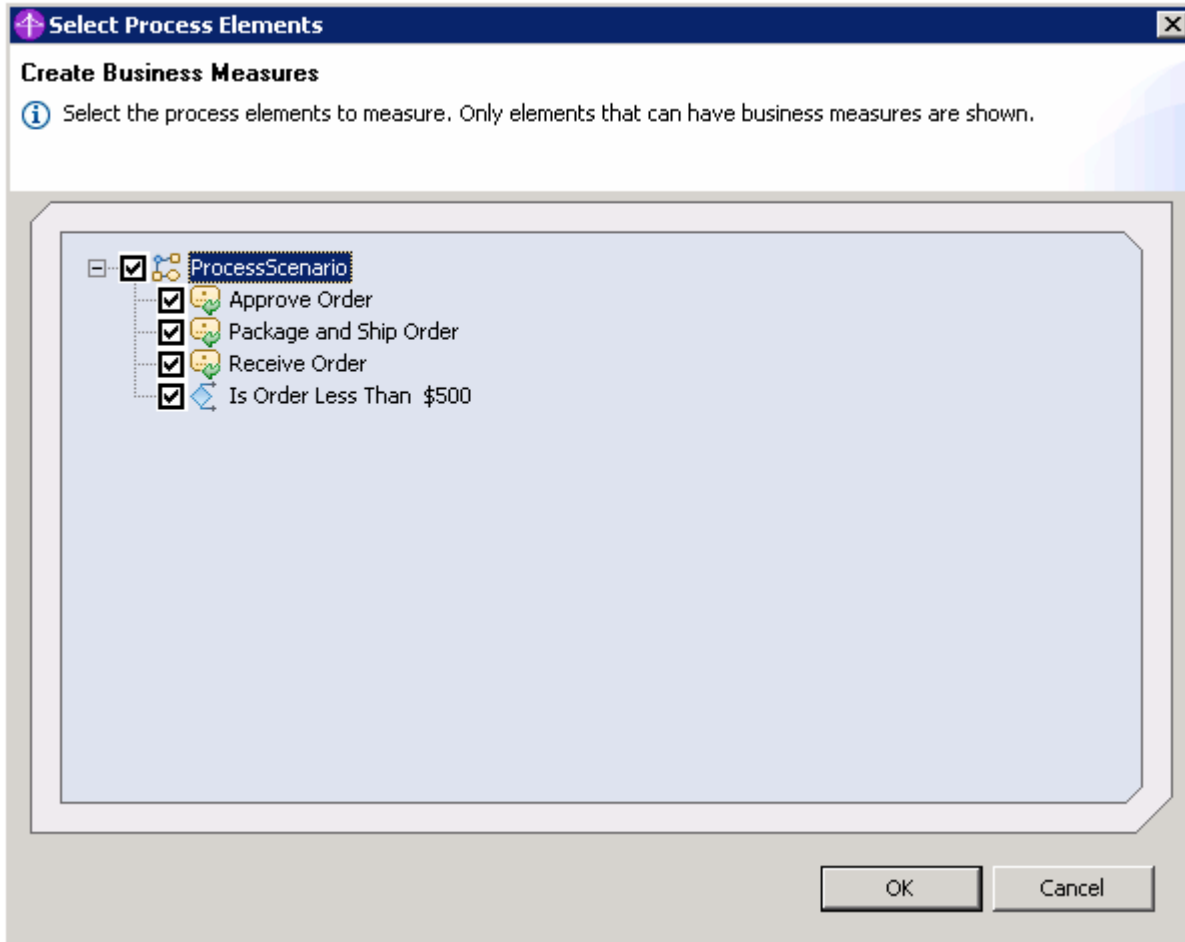 Select Process Elements
Create Business Measures
Select the process elements to measure. Only elements that can have business measures are shown.
ProcessScenario
Approve Order
Package and Ship Order
Receive Order
Is Order Less Than  $500
OK
Cancel